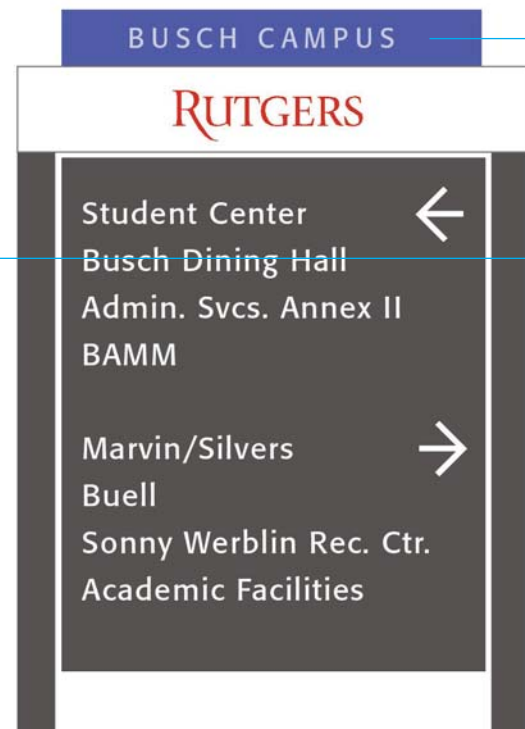 BUSCH CAMPUS
RUTGERS
Student Center
Busch Dining Hall
Admin. Svcs. Annex II
BAMM
Marvin/Silvers
Buell
Sonny Werblin Rec. Ctr.
Academic Facilities